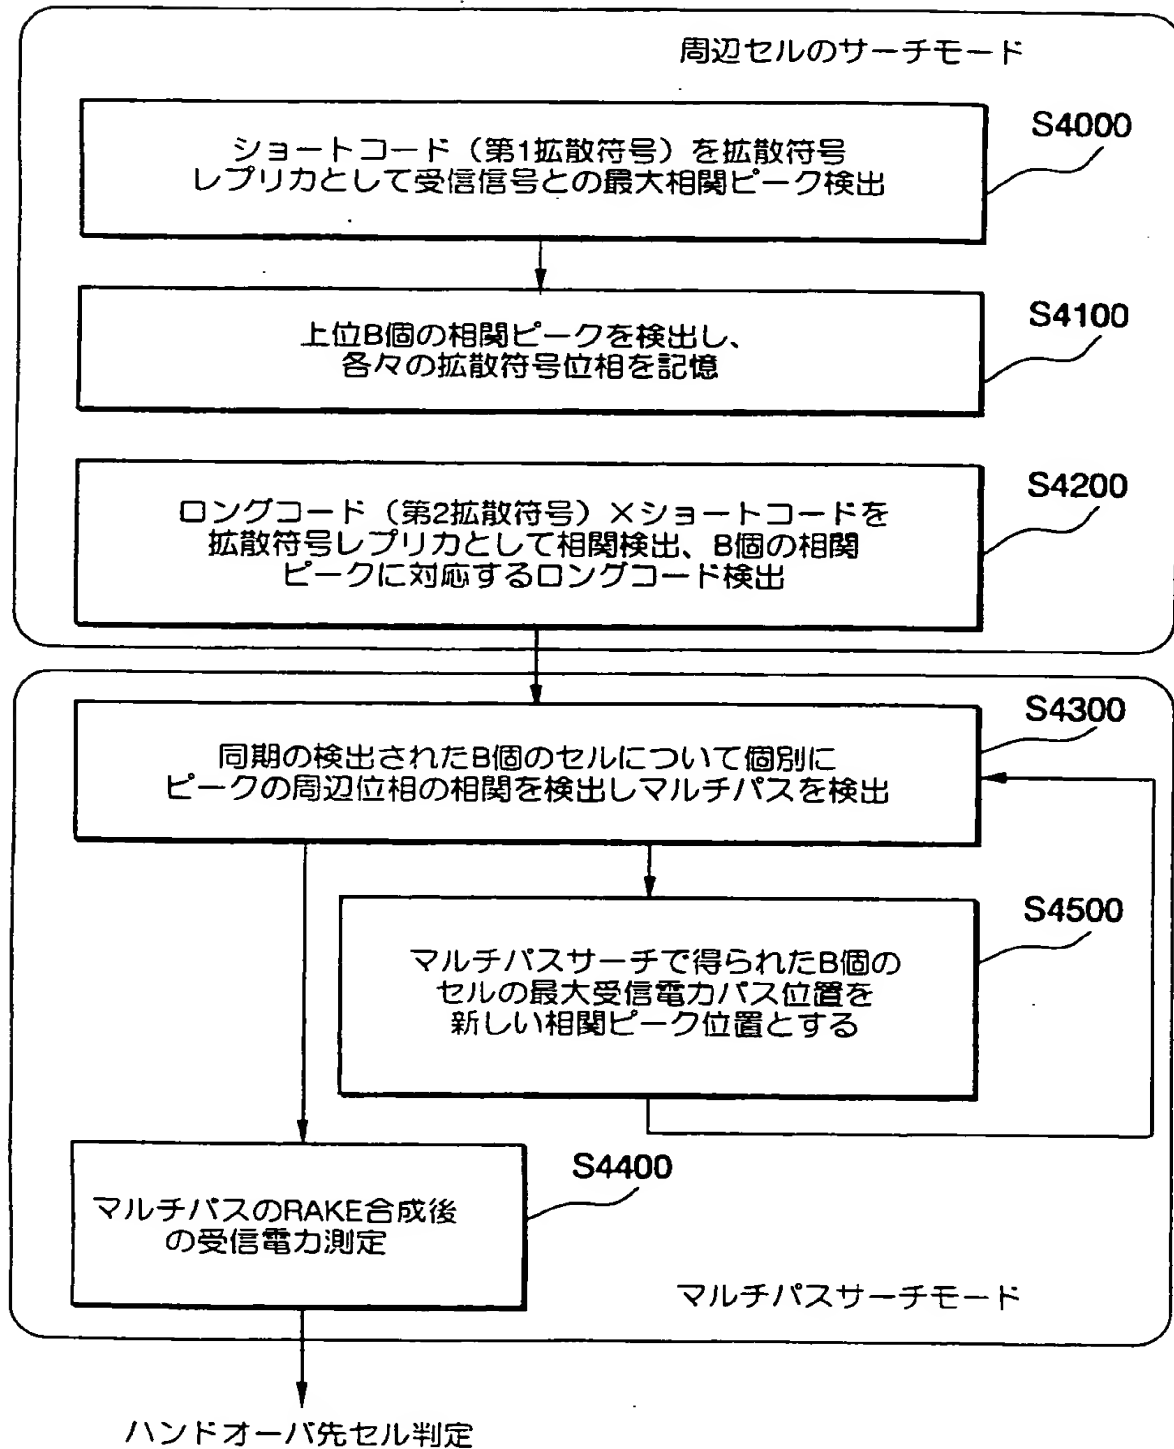 周辺セルのサーチモード
S4000
ショートコード（第1拡散符号）を拡散符号
レプリカとして受信信号との最大相関ピーク検出
S4100
上位B個の相関ピークを検出し、
各々の拡散符号位相を記憶
S4200
ロングコード（第2拡散符号）×ショートコードを
拡散符号レプリカとして相関検出、B個の相関
ピークに対応するロングコード検出
S4300
同期の検出されたB個のセルについて個別に
ピークの周辺位相の相関を検出しマルチパスを検出
S4500
マルチパスサーチで得られたB個の
セルの最大受信電力パス位置を
新しい相関ピーク位置とする
S4400
マルチパスのRAKE合成後
の受信電力測定
マルチパスサーチモード
ハンドオーバ先セル判定